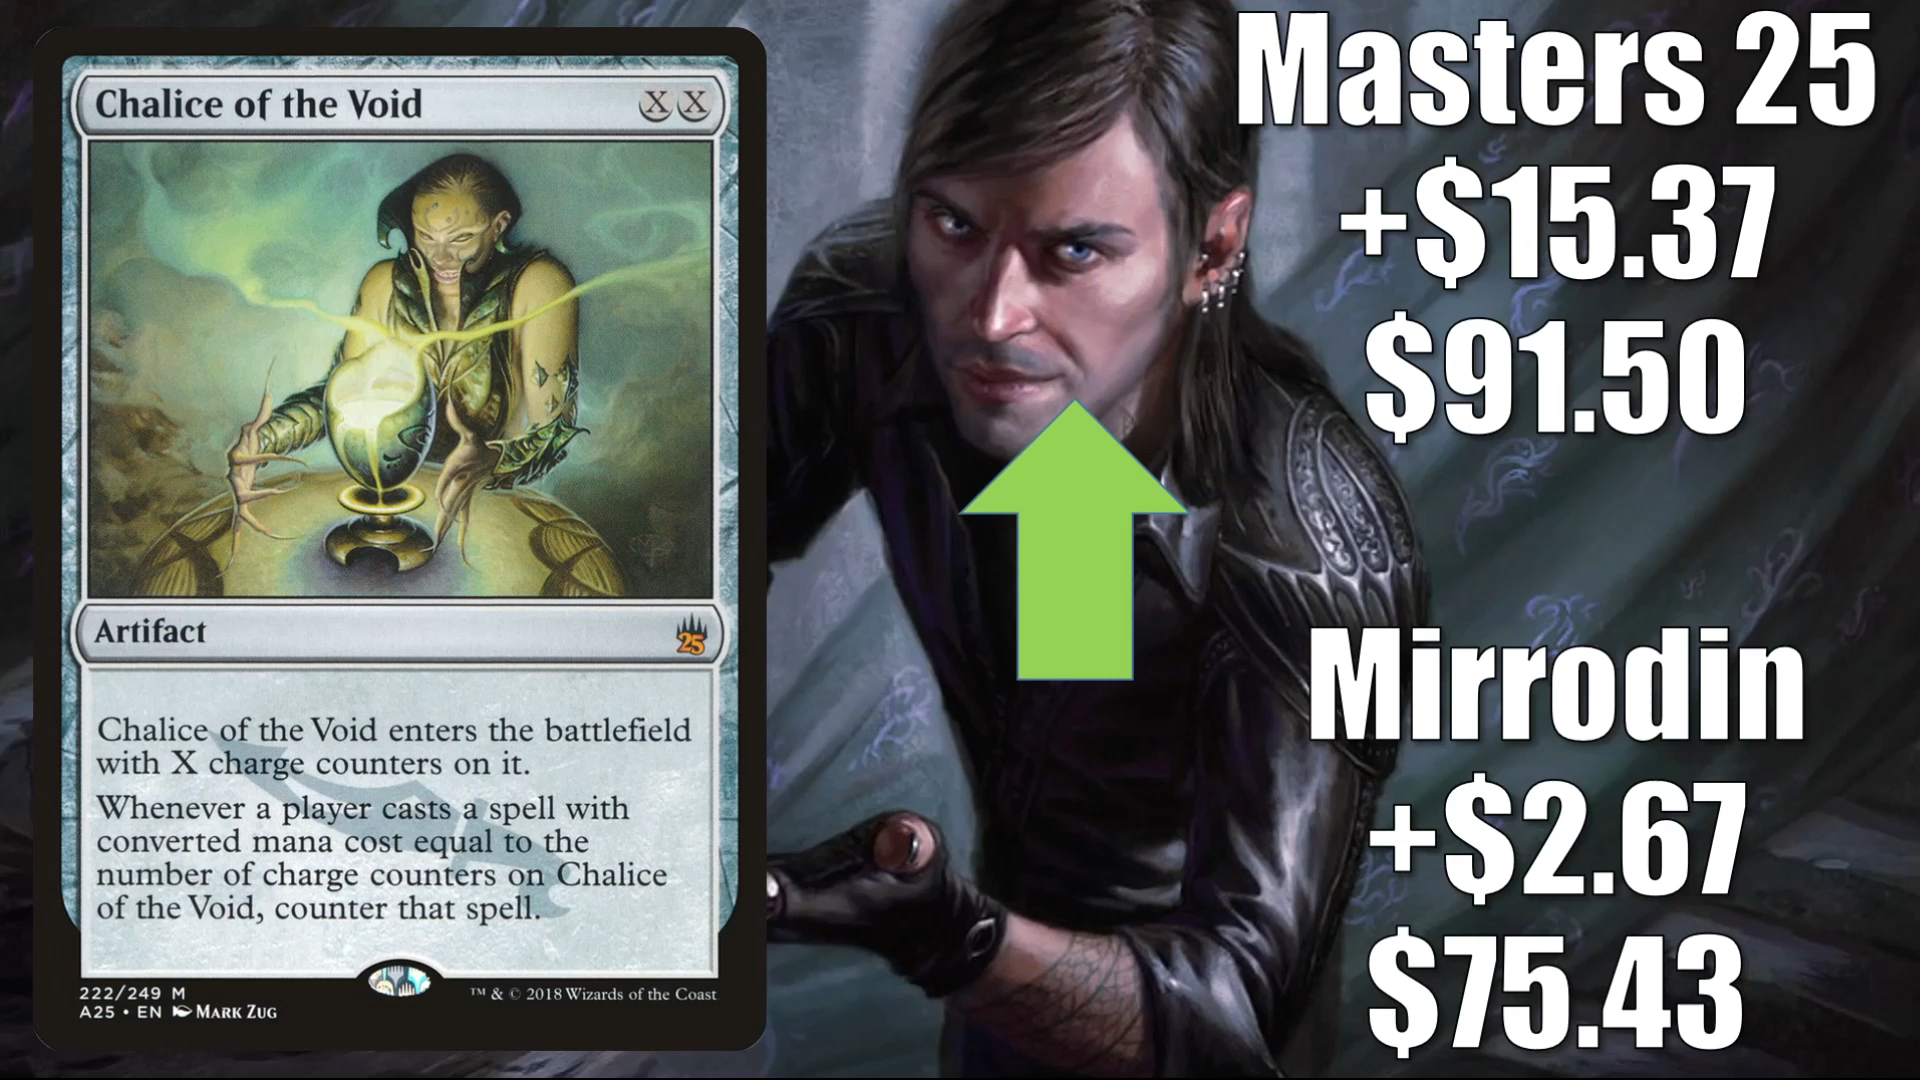 Chalice of the Void XX
Artifact
25
Chalice of the Void enters the battlefield
with X charge counters on it.
Whenever a player casts a spell with
converted mana cost equal to the
number of charge counters on Chalice
of the Void, counter that spell.
222/249 M
A25 • EN MARK ZUG
™ & © 2018 Wizards of the Coast
Masters 25
+$15.37
$91.50
Mirrodin
+$2.67
$75.43